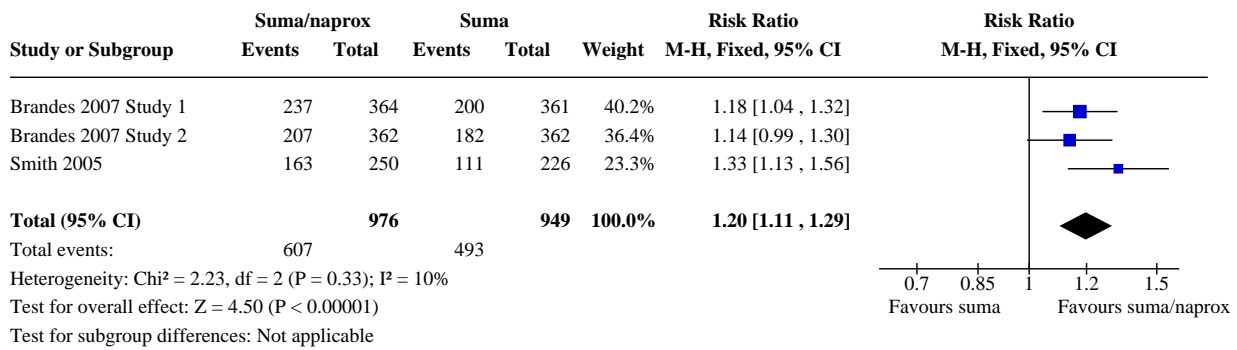 Suma/naprox Suma Risk Ratio Risk Ratio
Study or Subgroup Events Total Events Total Weight M-H, Fixed, 95% CI M-H, Fixed, 95% CI
Brandes 2007 Study 1 237 364 200 361 40.2% 1.18 [1.04 , 1.32]
Brandes 2007 Study 2 207 362 182 362 36.4% 1.14 [0.99 , 1.30]
Smith 2005 163 250 111 226 23.3% 1.33 [1.13 , 1.56]
Total (95% CI) 976 949 100.0% 1.20 [1.11 , 1.29]
Total events: 607 493
Heterogeneity: Chi² = 2.23, df = 2 (P = 0.33); I² = 10%
0.7 0.85 1 1.2 1.5
Test for overall effect: Z = 4.50 (P < 0.00001)
Favours suma Favours suma/naprox
Test for subgroup differences: Not applicable